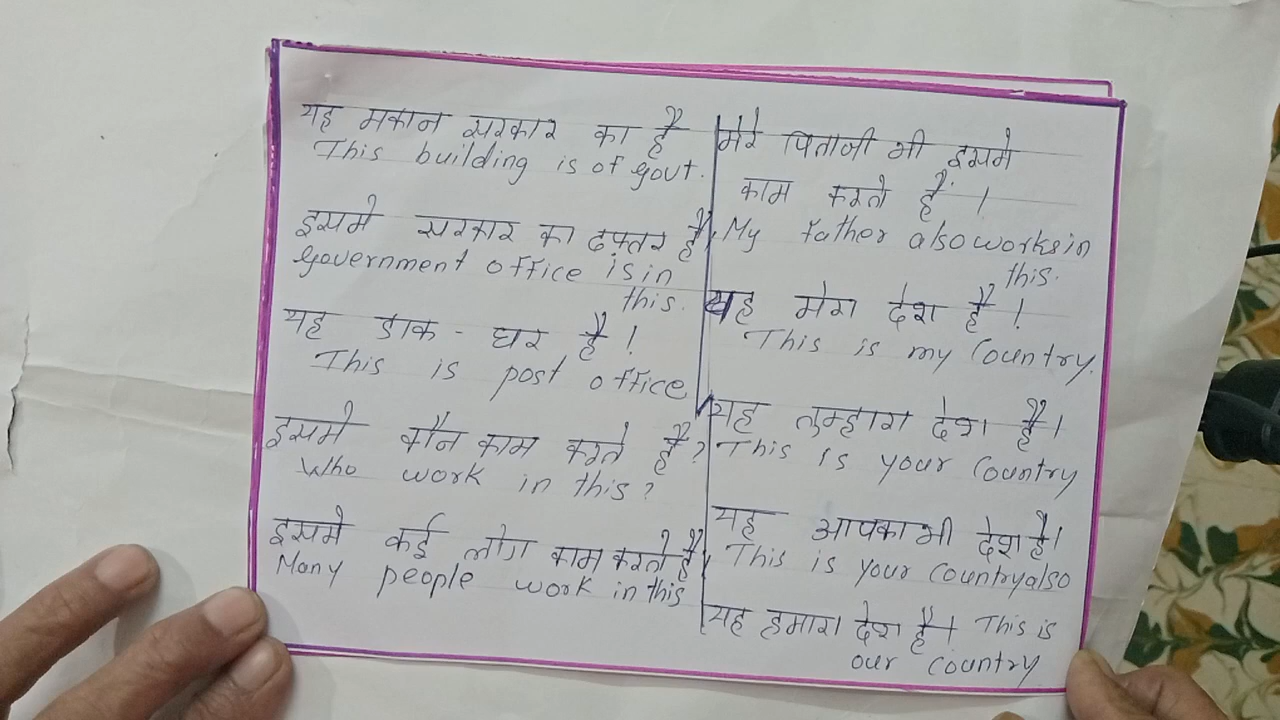 यह मकान सरकार का है
This building is of govt.
इसमे सरकार का दफ्तर है,
Government office is in
this.
यह डाक - घर है !
This is post office
इसमे कौन काम करते है ?
Who work in this ?
इसमे कई लोग काम करते है,
Many people work in this
मेरे पिताजी भी इसमे
काम करते हैं ।
My father also works in
this.
यह मेरा देश है !
This is my Country.
यह तुम्हारा देश है ।
This is your Country
यह आपका भी देश है ।
This is your Country also
यह हमारा देश है । This is
our Country